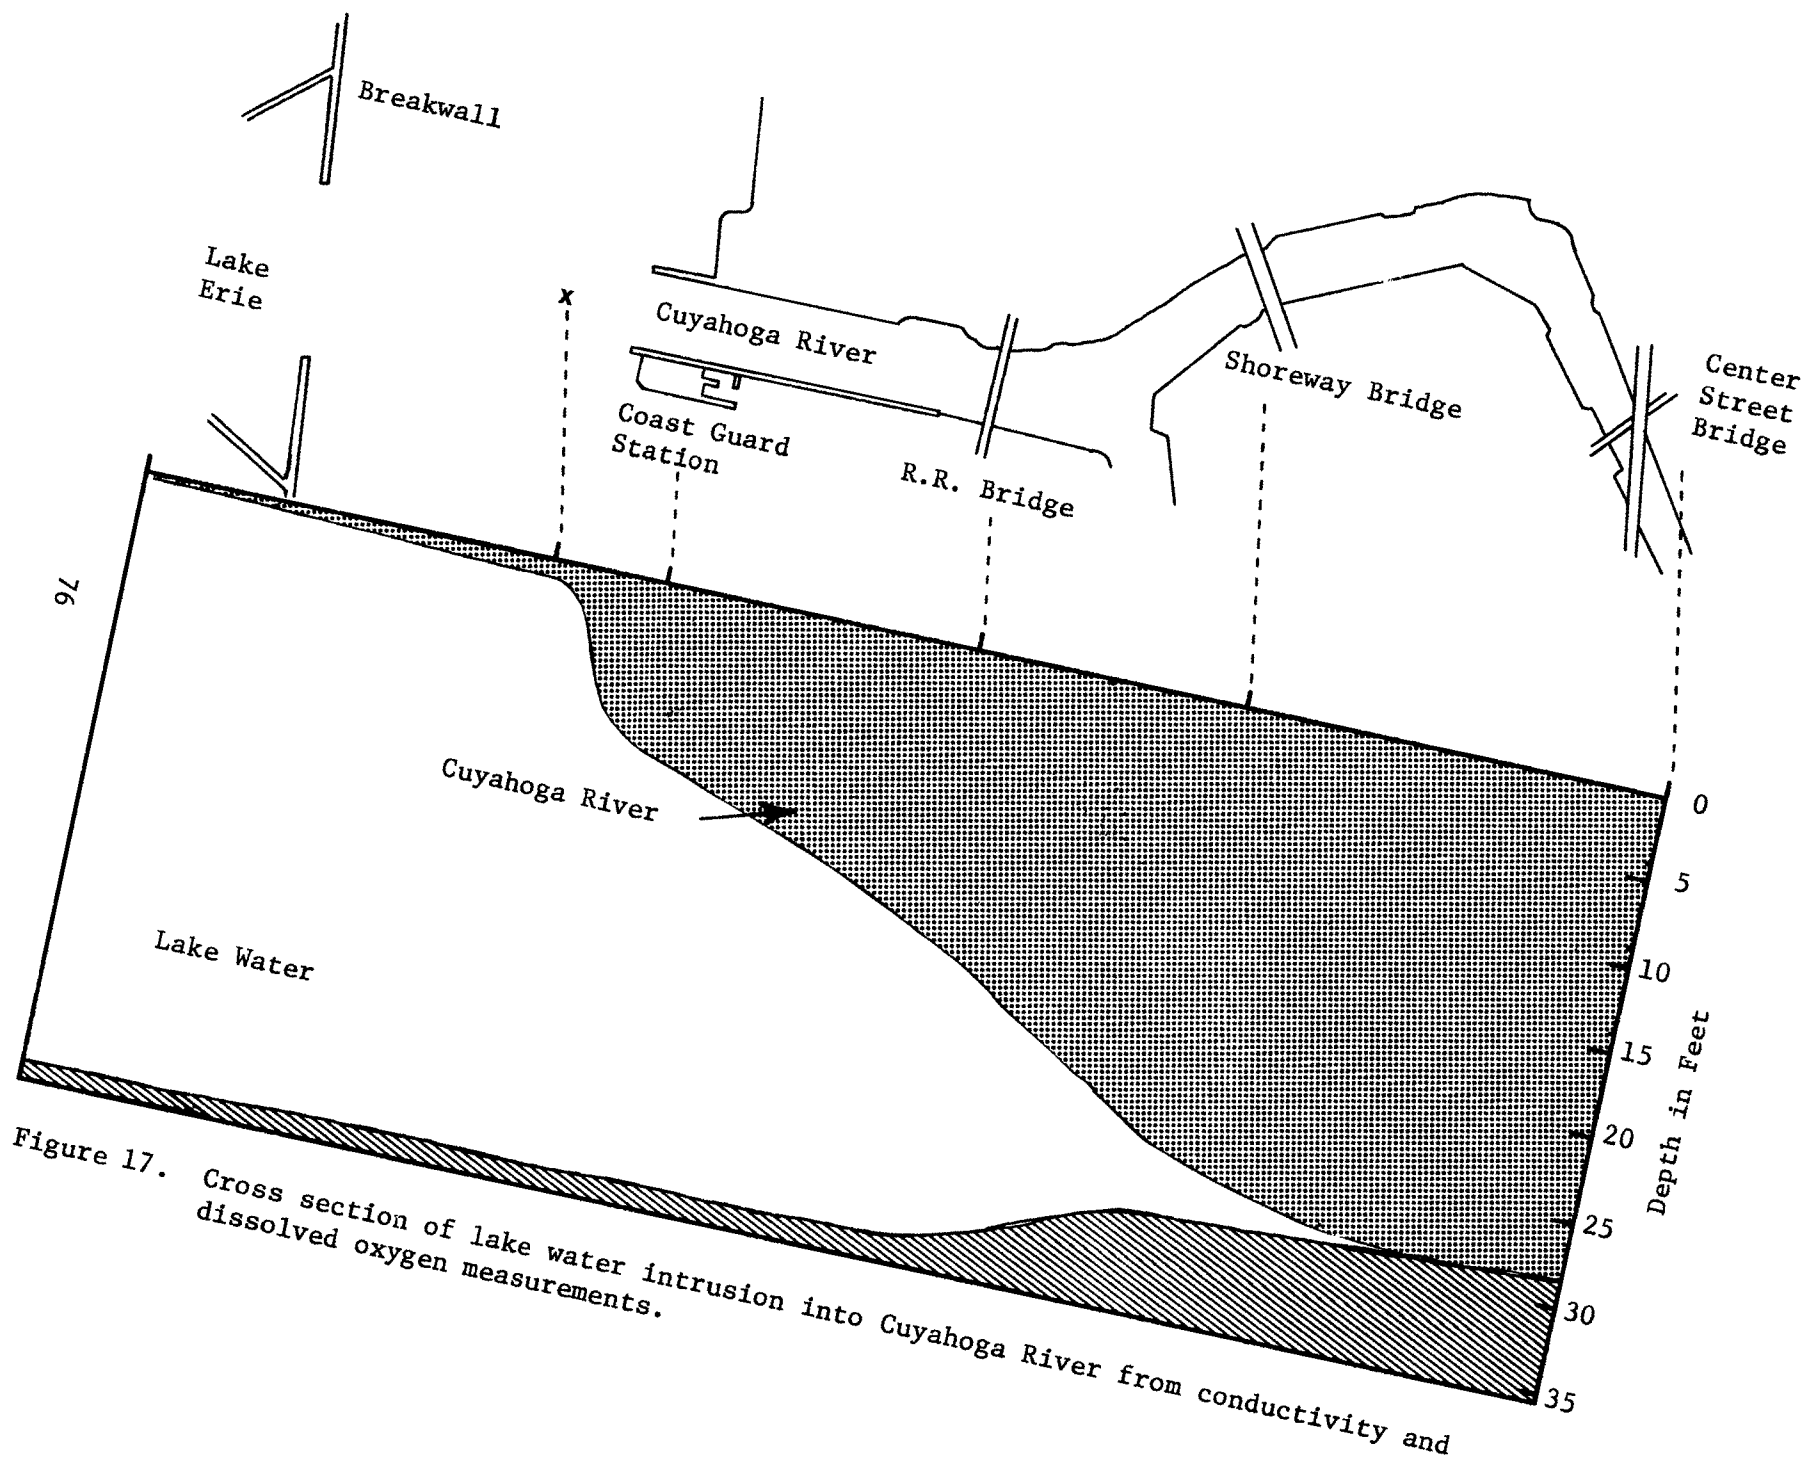 Breakwall
Lake
Erie
x
Cuyahoga River
Coast Guard
Station
R.R. Bridge
Shoreway Bridge
Center
Street
Bridge
76
Cuyahoga River
Lake Water
0
5
10
15
20
25
30
35
Depth in Feet
Figure 17. Cross section of lake water intrusion into Cuyahoga River from conductivity and
dissolved oxygen measurements.